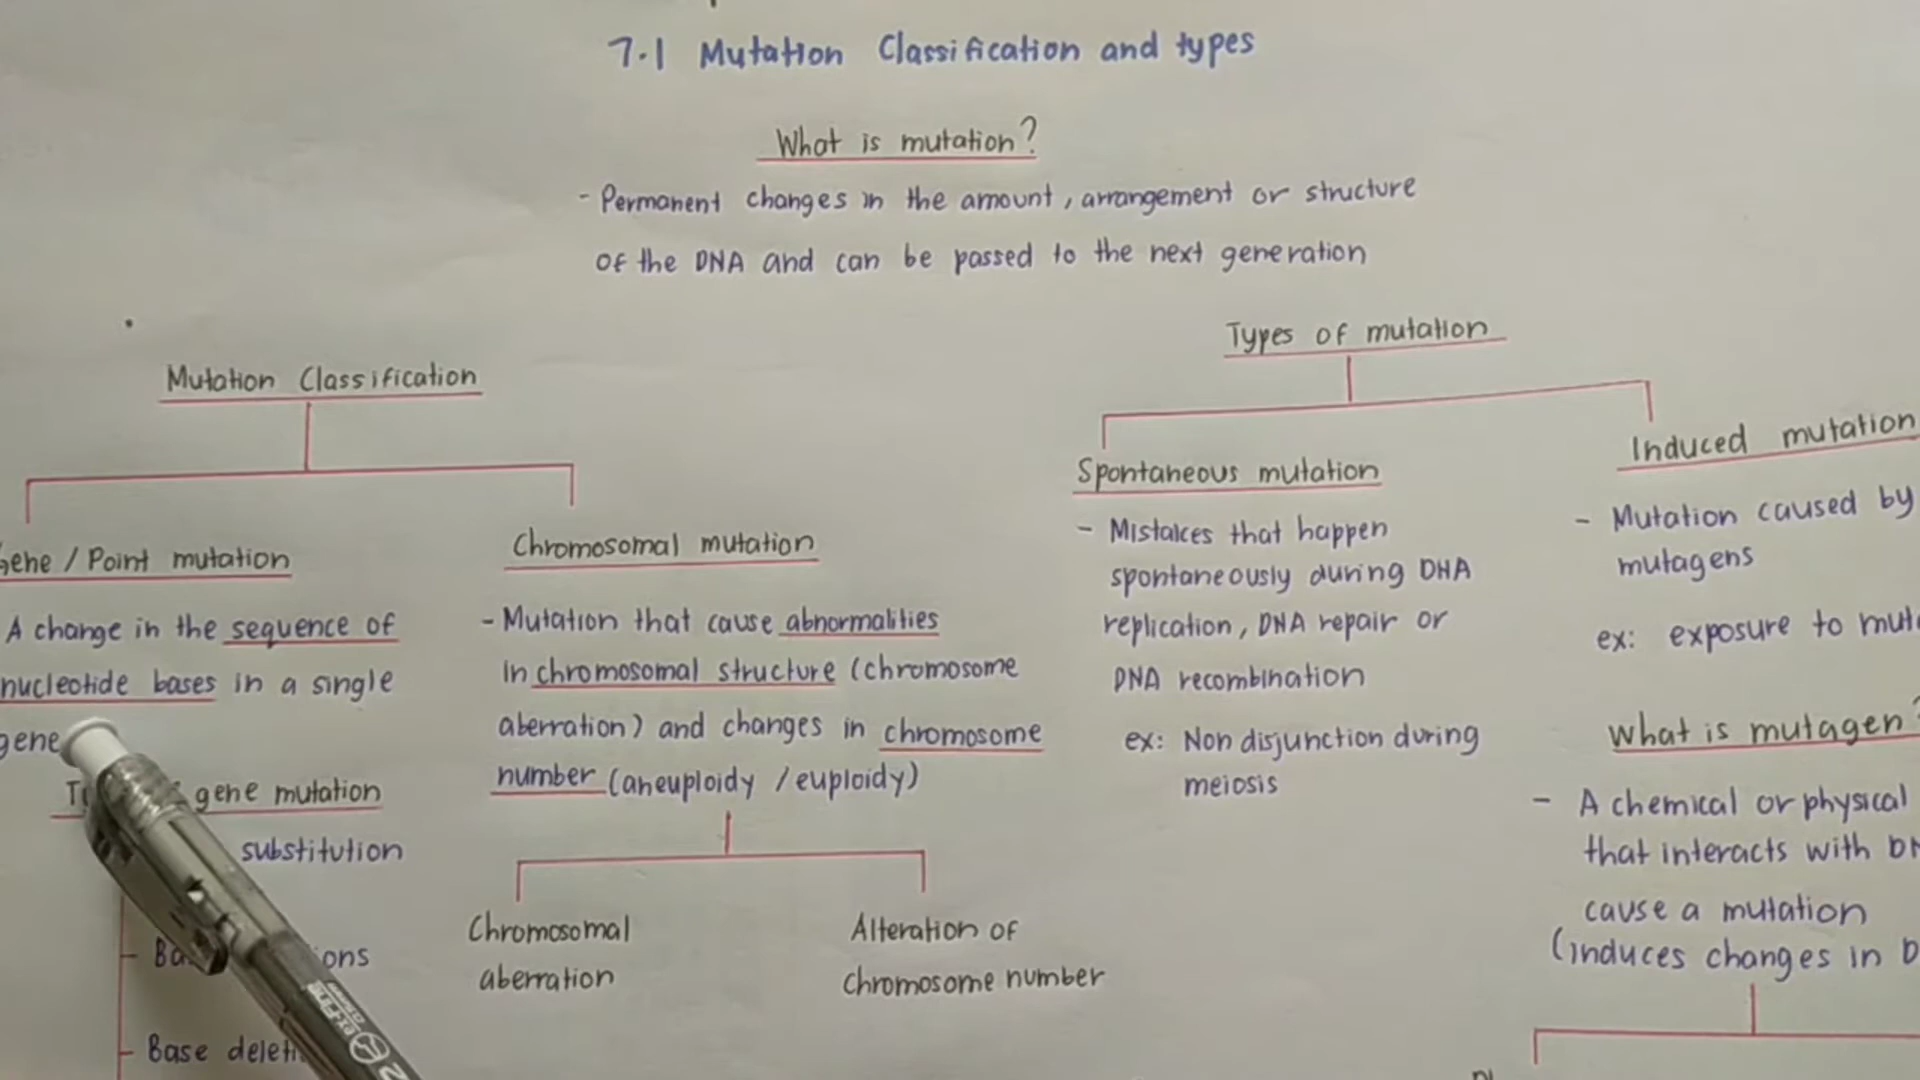 7.1 Mutation Classification and types
What is mutation?
- Permanent changes in the amount, arrangement or structure
of the DNA and can be passed to the next generation
Mutation Classification
Gene / Point mutation
A change in the sequence of
nucleotide bases in a single
gene
gene mutation
substitution
Base deleti
Chromosomal mutation
- Mutation that cause abnormalities
in chromosomal structure (chromosome
aberration) and changes in chromosome
number (aneuploidy / euploidy)
Chromosomal
aberration
Alteration of
chromosome number
Types of mutation
Spontaneous mutation
- Mistakes that happen
spontaneously during DNA
replication, DNA repair or
DNA recombination
ex: Non disjunction during
meiosis
Induced mutation
- Mutation caused by
mutagens
ex: exposure to mut
What is mutagen?
- A chemical or physical
that interacts with DN
cause a mutation
(induces changes in D